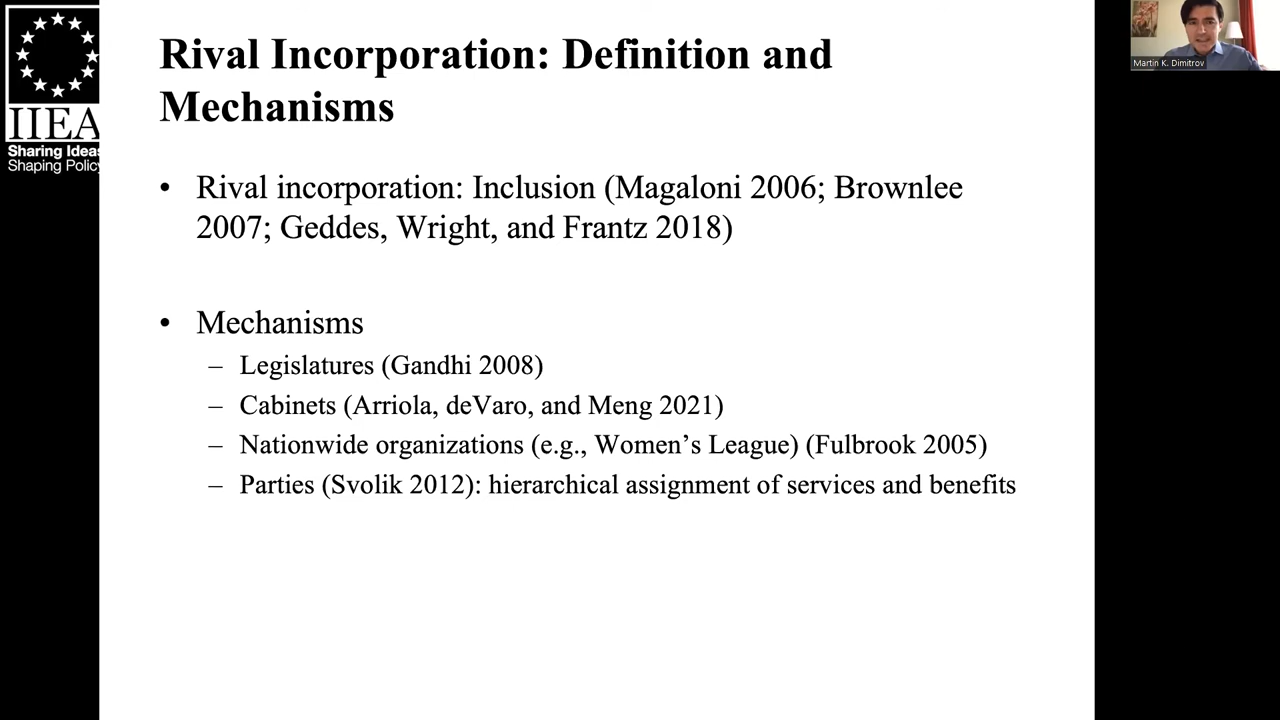 IIEA
Sharing Ideas
Shaping Policy
Rival Incorporation: Definition and
Mechanisms
• Rival incorporation: Inclusion (Magaloni 2006; Brownlee
2007; Geddes, Wright, and Frantz 2018)
• Mechanisms
– Legislatures (Gandhi 2008)
– Cabinets (Arriola, deVaro, and Meng 2021)
– Nationwide organizations (e.g., Women’s League) (Fulbrook 2005)
– Parties (Svolik 2012): hierarchical assignment of services and benefits
Martin K. Dimitrov